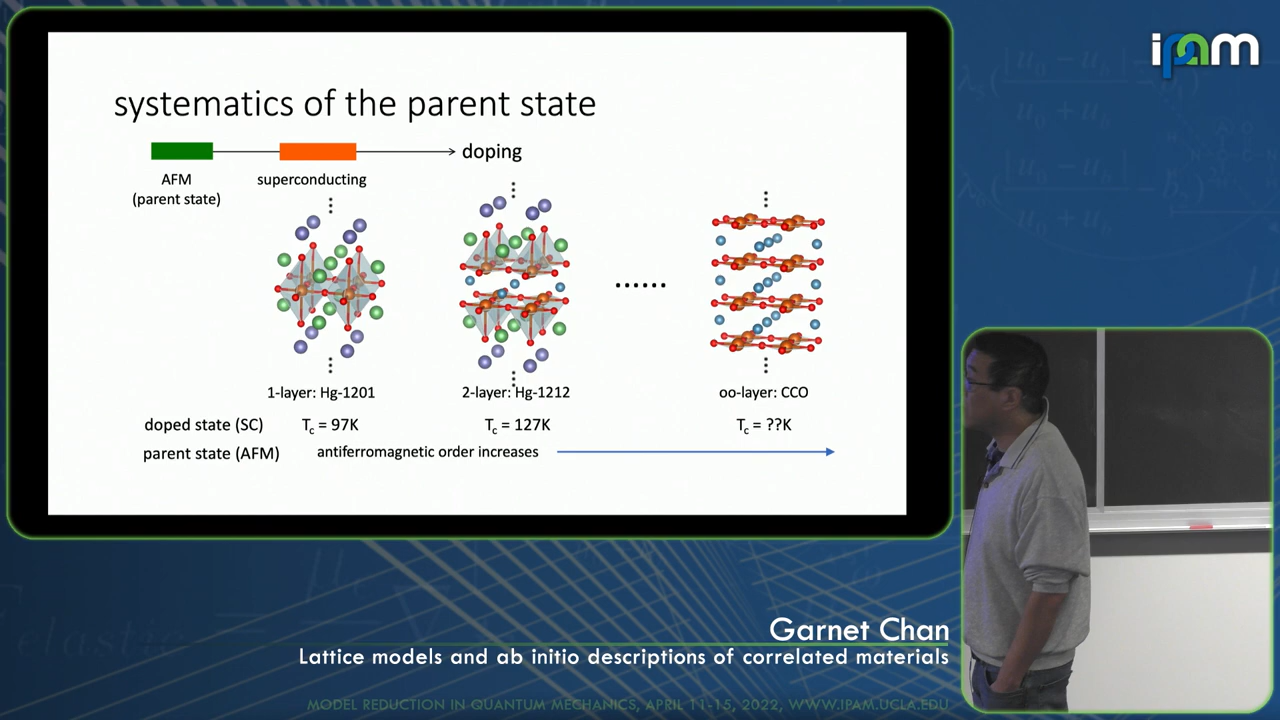 ipam
systematics of the parent state
doping
AFM
(parent state)
superconducting
1-layer: Hg-1201
2-layer: Hg-1212
oo-layer: CCO
doped state (SC) Tc = 97K Tc = 127K Tc = ??K
parent state (AFM) antiferromagnetic order increases
Garnet Chan
Lattice models and ab initio descriptions of correlated materials
MODEL REDUCTION IN QUANTUM MECHANICS, APRIL 11-15, 2022, WWW.IPAM.UCLA.EDU